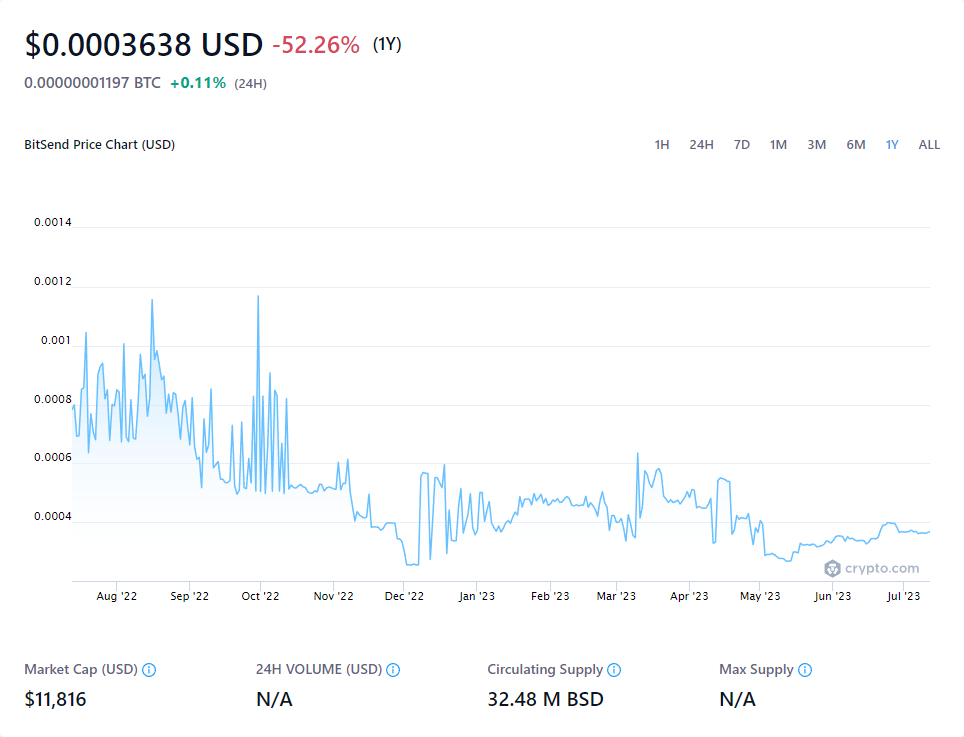 $0.0003638 USD -52.26% (1Y)
0.00000001197 BTC +0.11% (24H)
BitSend Price Chart (USD) 1H 24H 7D 1M 3M 6M 1Y ALL
0.0014
0.0012
0.001
0.0008
0.0006
0.0004
crypto.com
Aug '22 Sep '22 Oct '22 Nov '22 Dec '22 Jan '23 Feb '23 Mar '23 Apr '23 May '23 Jun '23 Jul '23
Market Cap (USD) 24H VOLUME (USD) Circulating Supply Max Supply
$11,816 N/A 32.48 M BSD N/A